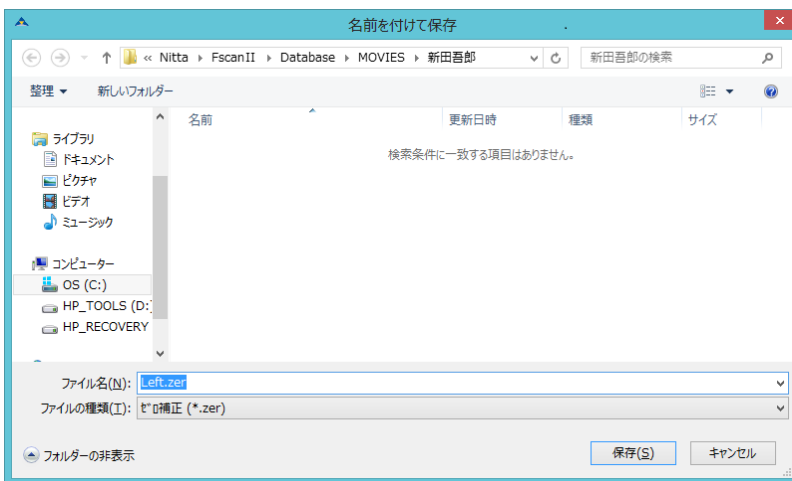 名前を付けて保存
« Nitta ▸ FscanII ▸ Database ▸ MOVIES ▸ 新田吾郎 新田吾郎の検索
整理 ▼ 新しいフォルダー
名前 更新日時 種類 サイズ
検索条件に一致する項目はありません。
ライブラリ
ドキュメント
ピクチャ
ビデオ
ミュージック
コンピューター
OS (C:)
HP_TOOLS (D:)
HP_RECOVERY
ファイル名(N): Left.zer
ファイルの種類(T): ｾﾞﾛ補正 (*.zer)
フォルダーの非表示 保存(S) キャンセル